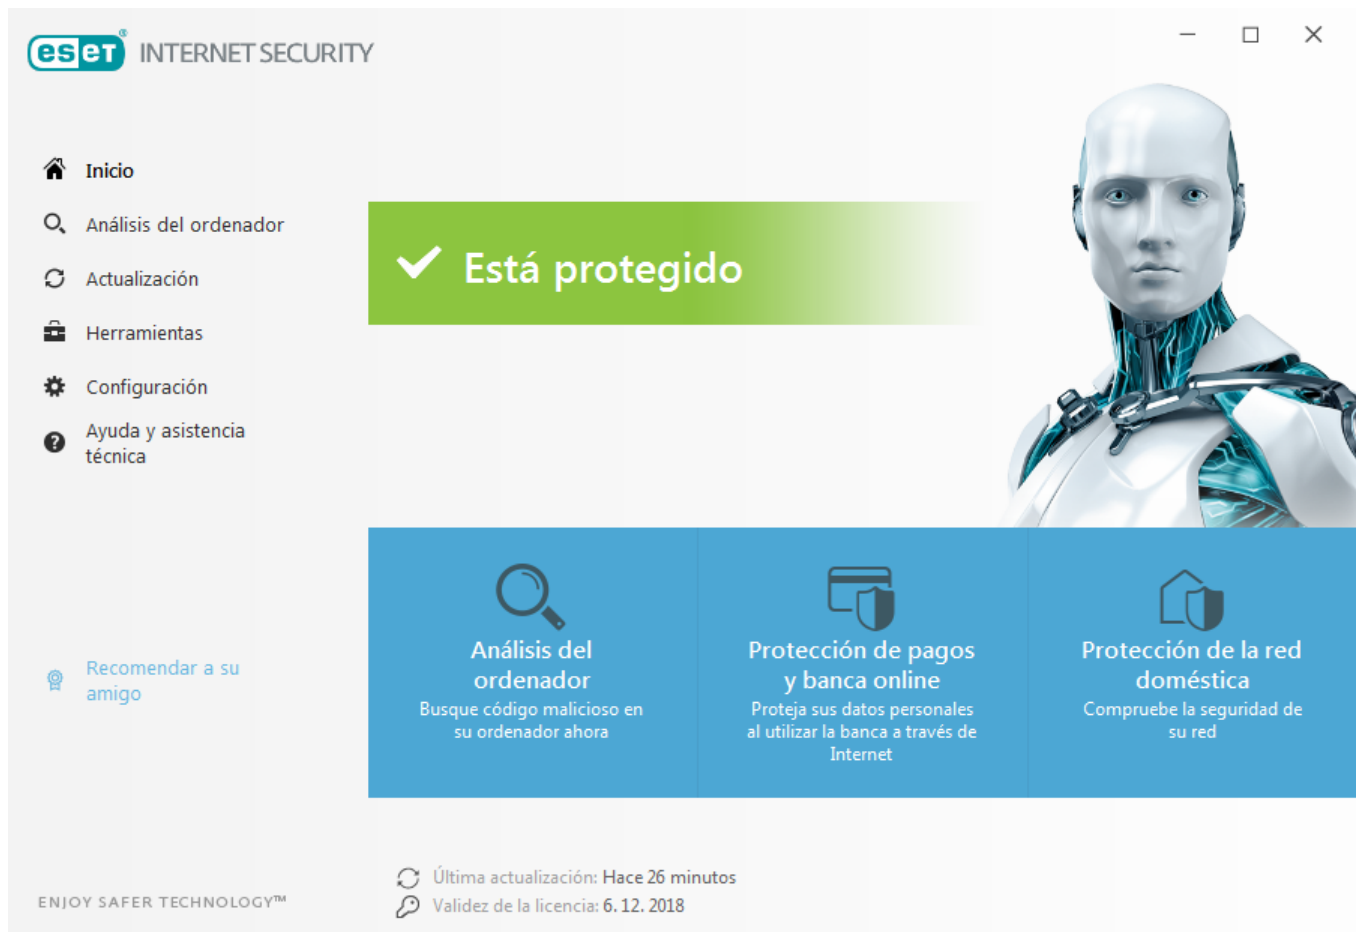 eset® INTERNET SECURITY
Inicio
Análisis del ordenador
Actualización
Herramientas
Configuración
Ayuda y asistencia
técnica
Recomendar a su
amigo
ENJOY SAFER TECHNOLOGY™
Está protegido
Análisis del
ordenador
Busque código malicioso en
su ordenador ahora
Protección de pagos
y banca online
Proteja sus datos personales
al utilizar la banca a través de
Internet
Protección de la red
doméstica
Compruebe la seguridad de
su red
Última actualización: Hace 26 minutos
Validez de la licencia: 6. 12. 2018